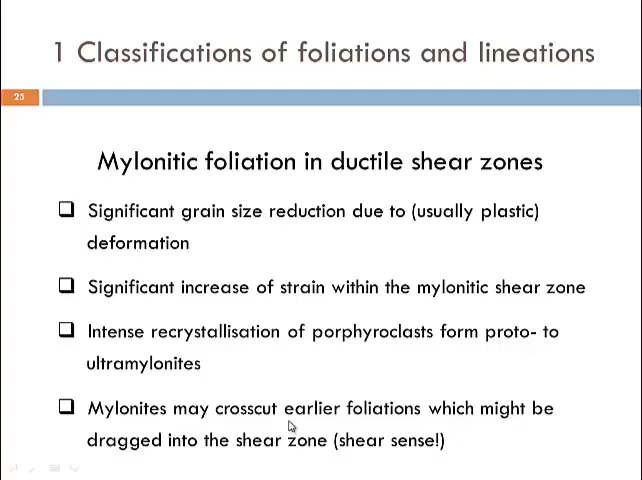 1 Classifications of foliations and lineations
25
Mylonitic foliation in ductile shear zones
Significant grain size reduction due to (usually plastic)
deformation
Significant increase of strain within the mylonitic shear zone
Intense recrystallisation of porphyroclasts form proto- to
ultramylonites
Mylonites may crosscut earlier foliations which might be
dragged into the shear zone (shear sense!)